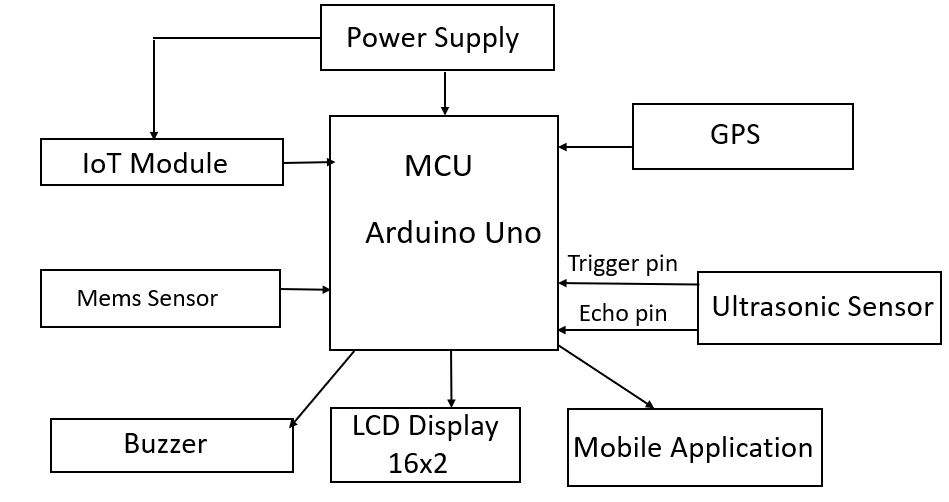 Power Supply
GPS
IoT Module
MCU
Arduino Uno
Trigger pin
Mems Sensor
Ultrasonic Sensor
Echo pin
Buzzer
LCD Display
16x2
Mobile Application